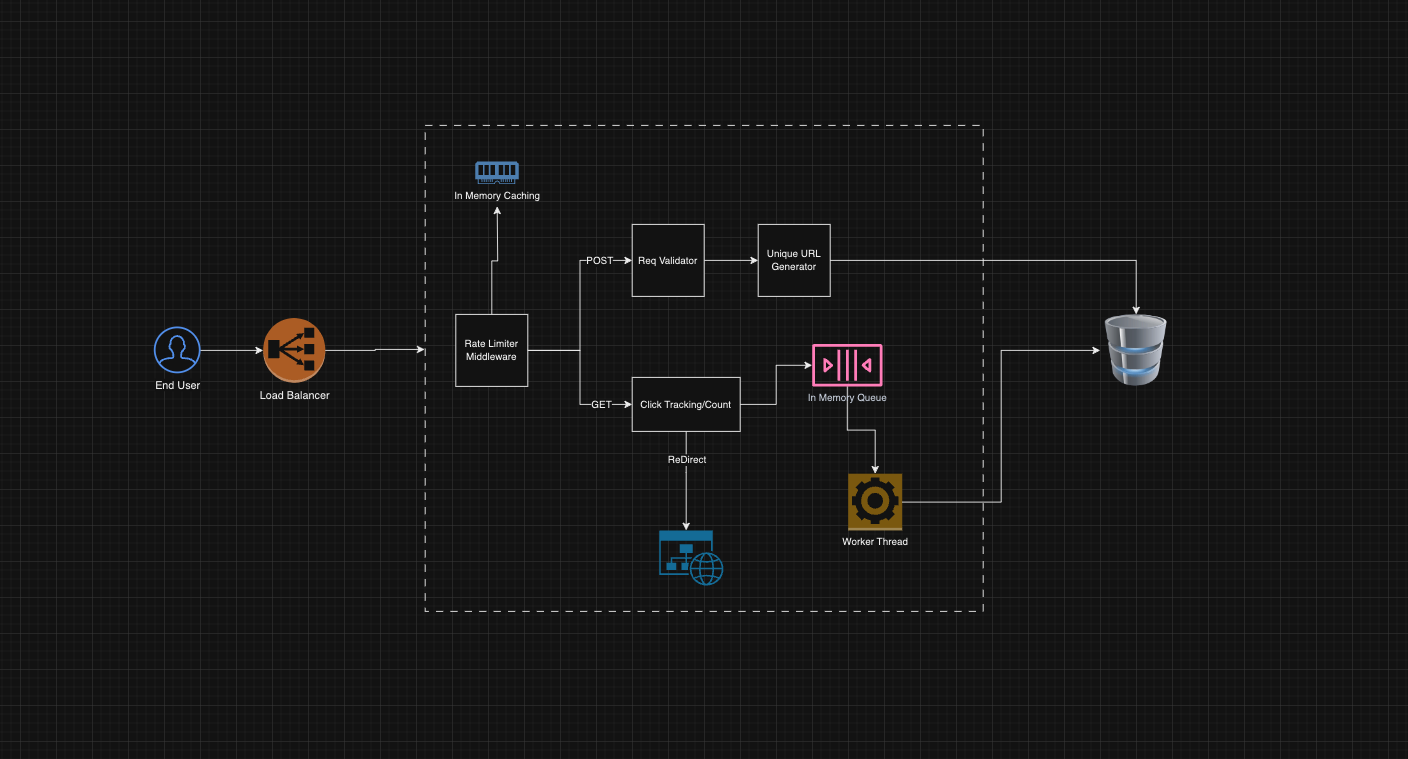 In Memory Caching
POST
Req Validator
Unique URL
Generator
Rate Limiter
Middleware
End User
Load Balancer
GET
Click Tracking/Count
In Memory Queue
ReDirect
Worker Thread